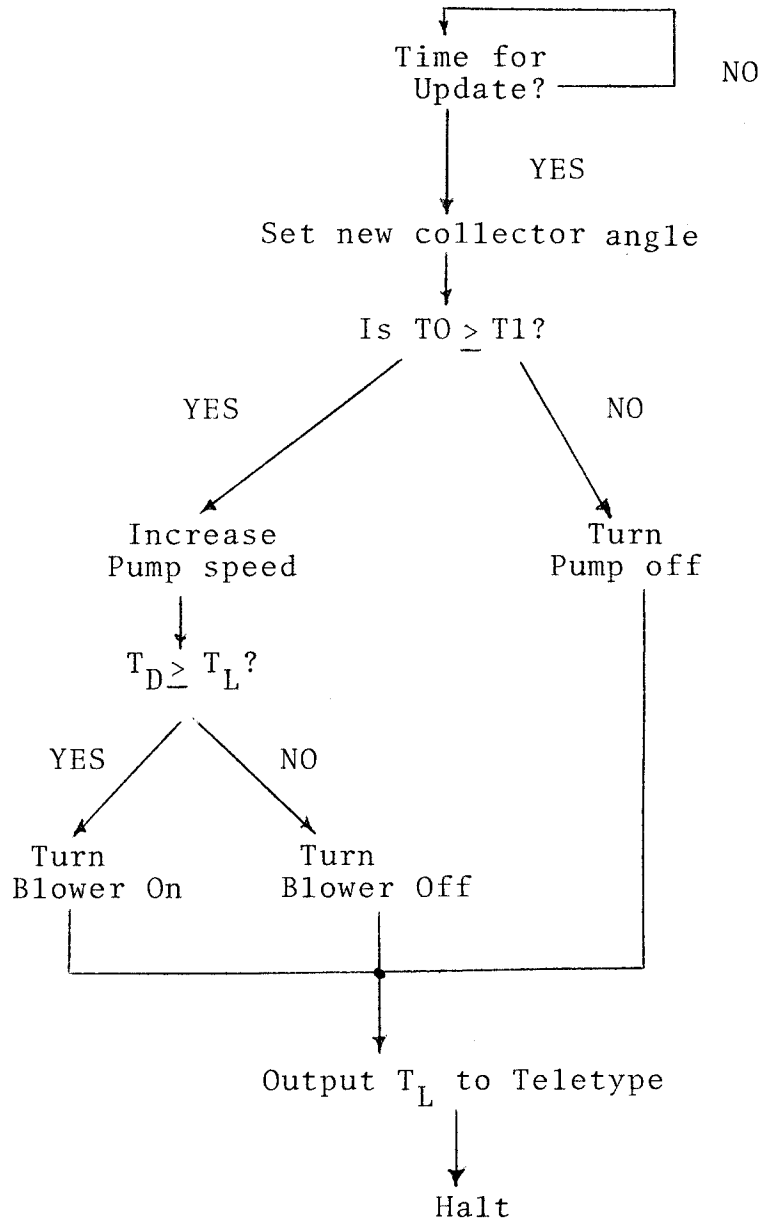 Time for
Update?
NO
YES
Set new collector angle
Is TO ≥ T1?
YES
NO
Increase
Pump speed
Turn
Pump off
T_D ≥ T_L?
YES
NO
Turn
Blower On
Turn
Blower Off
Output T_L to Teletype
Halt